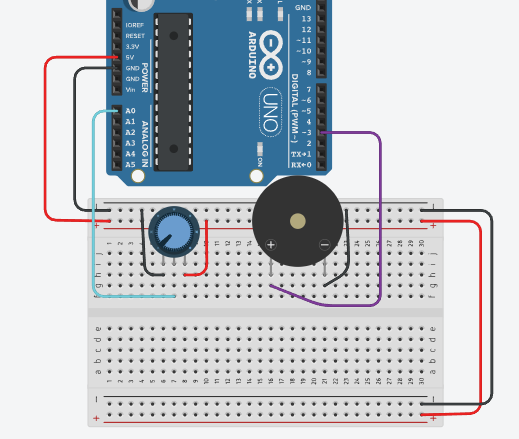 IOREF
RESET
3.3V
5V
GND
GND
Vin
POWER
A0
A1
A2
A3
A4
A5
ANALOG IN
ARDUINO
UNO
ON
GND
13
12
~11
~10
~9
8
7
~6
~5
4
~3
2
TX→1
RX←0
DIGITAL (PWM~)
+ −
− −
+ +
1 2 3 4 5 6 7 8 9 10 11 12 13 14 15 16 17 18 19 20 21 22 23 24 25 26 27 28 29 30
j j
i i
h h
g g
f f
e e
d d
c c
b b
a a
1 2 3 4 5 6 7 8 9 10 11 12 13 14 15 16 17 18 19 20 21 22 23 24 25 26 27 28 29 30
− −
+ +